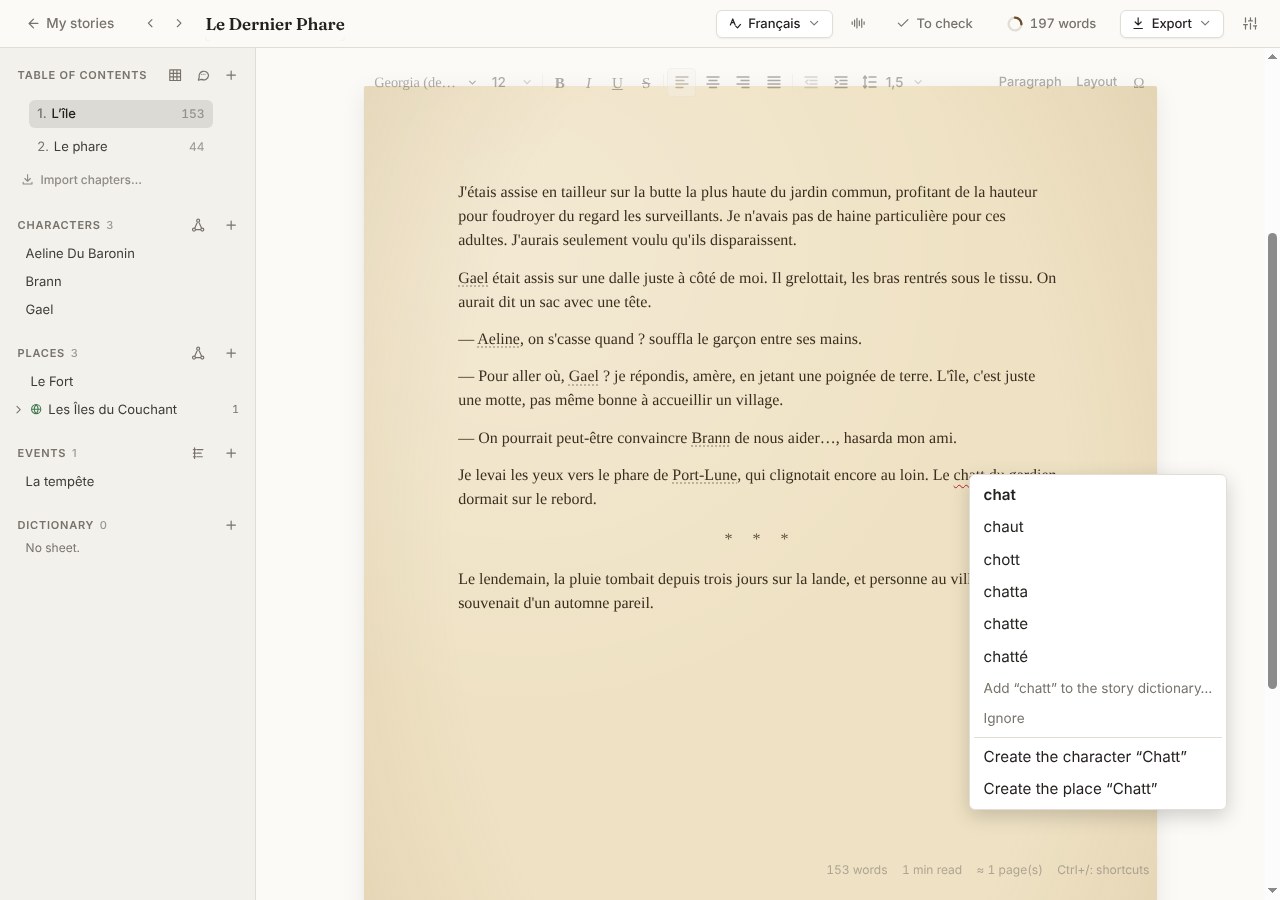 My stories
Le Dernier Phare
Français
To check
197 words
Export
TABLE OF CONTENTS
1. L'île 153
2. Le phare 44
Import chapters...
CHARACTERS 3
Aeline Du Baronin
Brann
Gael
PLACES 3
Le Fort
Les Îles du Couchant 1
EVENTS 1
La tempête
DICTIONARY 0
No sheet.
Georgia (de... 12 B I U S 1,5 Paragraph Layout Ω
J'étais assise en tailleur sur la butte la plus haute du jardin commun, profitant de la hauteur
pour foudroyer du regard les surveillants. Je n'avais pas de haine particulière pour ces
adultes. J'aurais seulement voulu qu'ils disparaissent.
Gael était assis sur une dalle juste à côté de moi. Il grelottait, les bras rentrés sous le tissu. On
aurait dit un sac avec une tête.
— Aeline, on s'casse quand ? souffla le garçon entre ses mains.
— Pour aller où, Gael ? je répondis, amère, en jetant une poignée de terre. L'île, c'est juste
une motte, pas même bonne à accueillir un village.
— On pourrait peut-être convaincre Brann de nous aider…, hasarda mon ami.
Je levai les yeux vers le phare de Port-Lune, qui clignotait encore au loin. Le chatt du gardien
dormait sur le rebord.
* * *
Le lendemain, la pluie tombait depuis trois jours sur la lande, et personne au
souvenait d'un automne pareil.
chat
chaut
chott
chatta
chatte
chatté
Add “chatt” to the story dictionary...
Ignore
Create the character “Chatt”
Create the place “Chatt”
153 words 1 min read ≈ 1 page(s) Ctrl+/: shortcuts